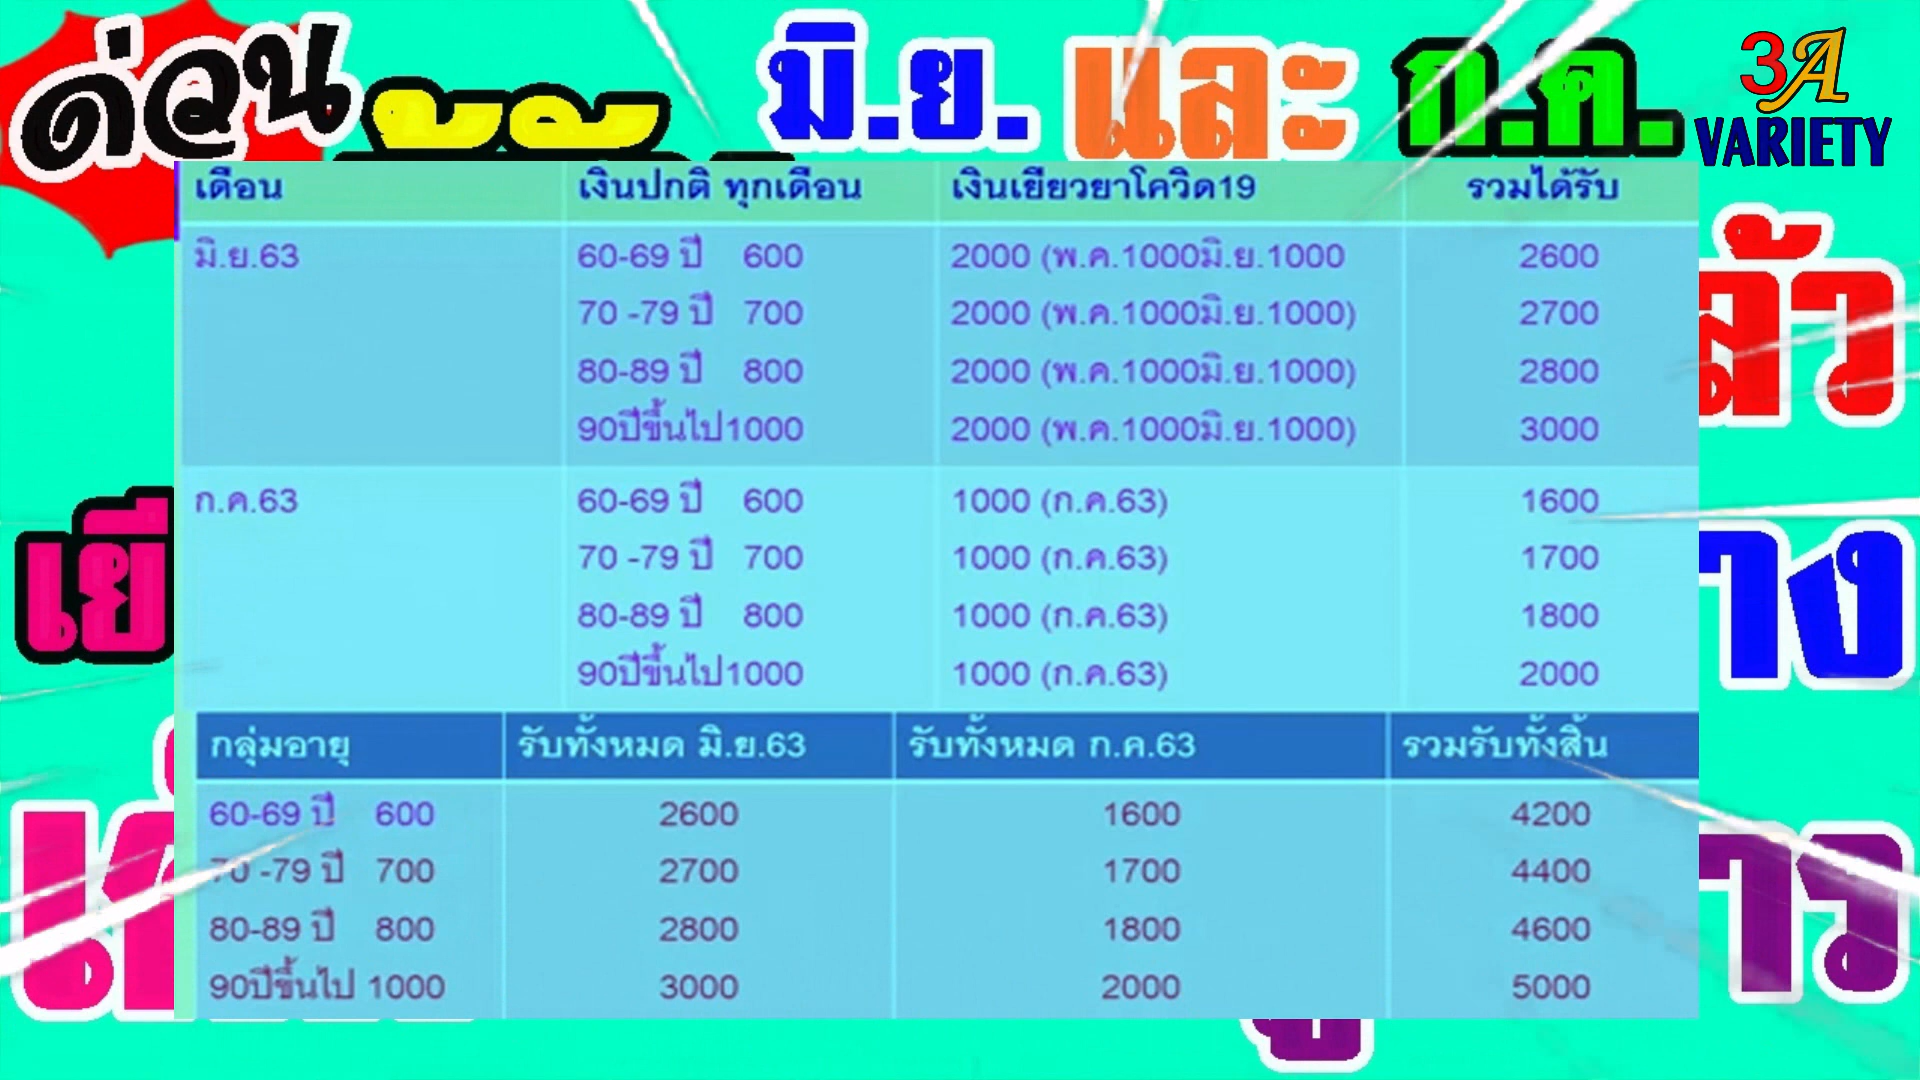 ด่วน
มิ.ย. และ ก.ค.
3A
VARIETY
เดือน เงินปกติ ทุกเดือน เงินเยียวยาโควิด19 รวมได้รับ
มิ.ย.63 60-69 ปี 600 2000 (พ.ค.1000มิ.ย.1000 2600
70 -79 ปี 700 2000 (พ.ค.1000มิ.ย.1000) 2700
80-89 ปี 800 2000 (พ.ค.1000มิ.ย.1000) 2800
90ปีขึ้นไป1000 2000 (พ.ค.1000มิ.ย.1000) 3000
ก.ค.63 60-69 ปี 600 1000 (ก.ค.63) 1600
70 -79 ปี 700 1000 (ก.ค.63) 1700
80-89 ปี 800 1000 (ก.ค.63) 1800
90ปีขึ้นไป1000 1000 (ก.ค.63) 2000
กลุ่มอายุ รับทั้งหมด มิ.ย.63 รับทั้งหมด ก.ค.63 รวมรับทั้งสิ้น
60-69 ปี 600 2600 1600 4200
70 -79 ปี 700 2700 1700 4400
80-89 ปี 800 2800 1800 4600
90ปีขึ้นไป 1000 3000 2000 5000